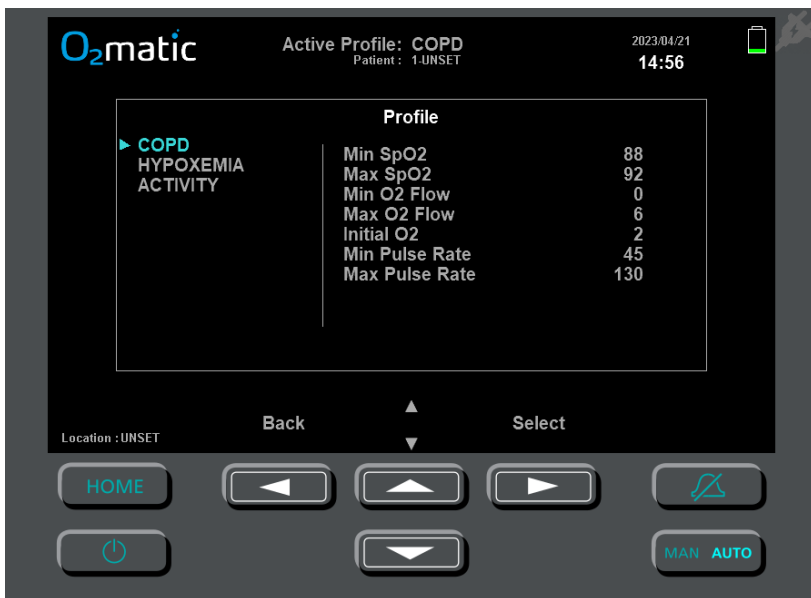 O2matic
Active Profile: COPD
Patient : 1-UNSET
2023/04/21
14:56
Profile
COPD
HYPOXEMIA
ACTIVITY
Min SpO2 88
Max SpO2 92
Min O2 Flow 0
Max O2 Flow 6
Initial O2 2
Min Pulse Rate 45
Max Pulse Rate 130
Back
Select
Location : UNSET
HOME
MAN AUTO